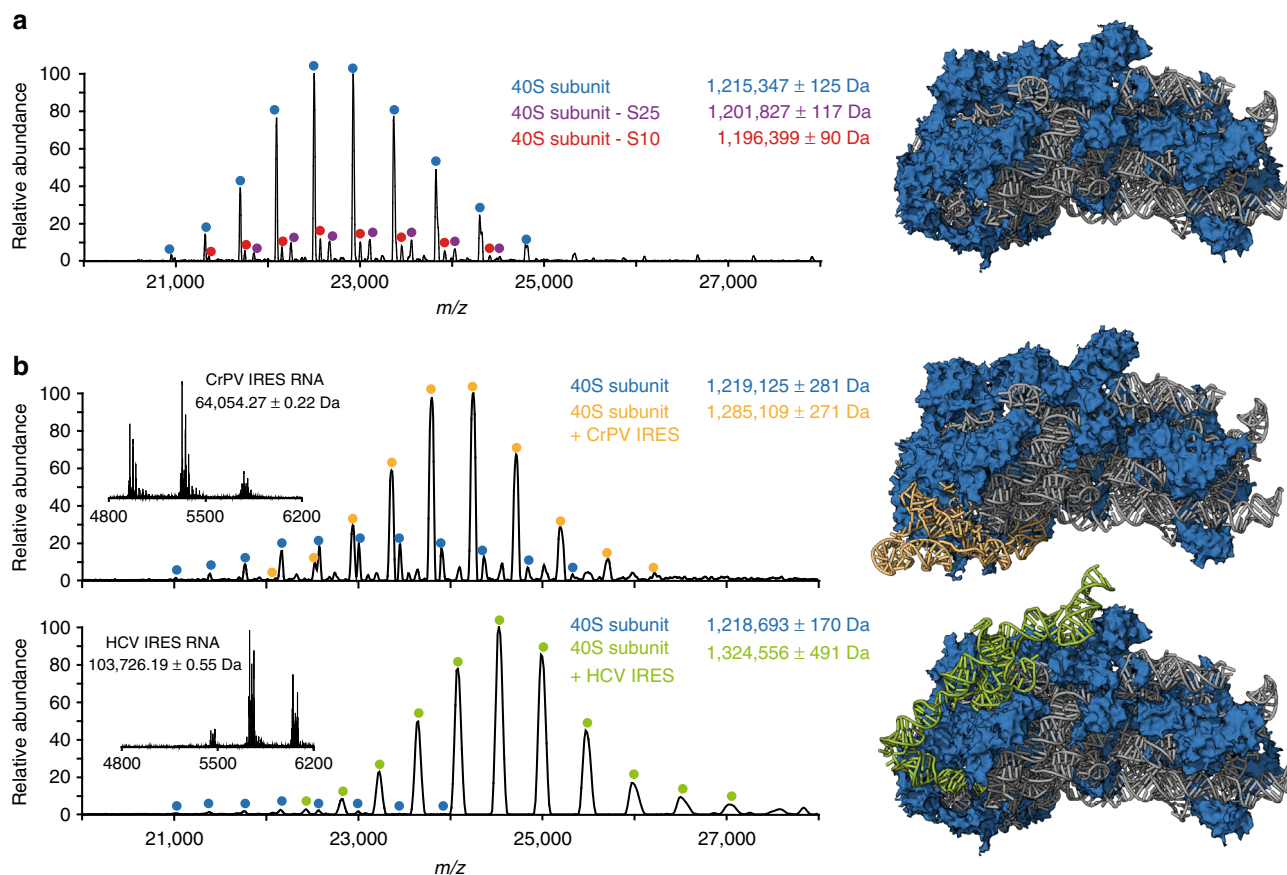 a
Relative abundance
100
80
60
40
20
0
21,000 23,000 25,000 27,000
m/z
40S subunit 1,215,347 ± 125 Da
40S subunit - S25 1,201,827 ± 117 Da
40S subunit - S10 1,196,399 ± 90 Da
b
Relative abundance
100
80
60
40
20
0
CrPV IRES RNA
64,054.27 ± 0.22 Da
4800 5500 6200
40S subunit 1,219,125 ± 281 Da
40S subunit 1,285,109 ± 271 Da
+ CrPV IRES
Relative abundance
100
80
60
40
20
0
HCV IRES RNA
103,726.19 ± 0.55 Da
4800 5500 6200
40S subunit 1,218,693 ± 170 Da
40S subunit 1,324,556 ± 491 Da
+ HCV IRES
21,000 23,000 25,000 27,000
m/z